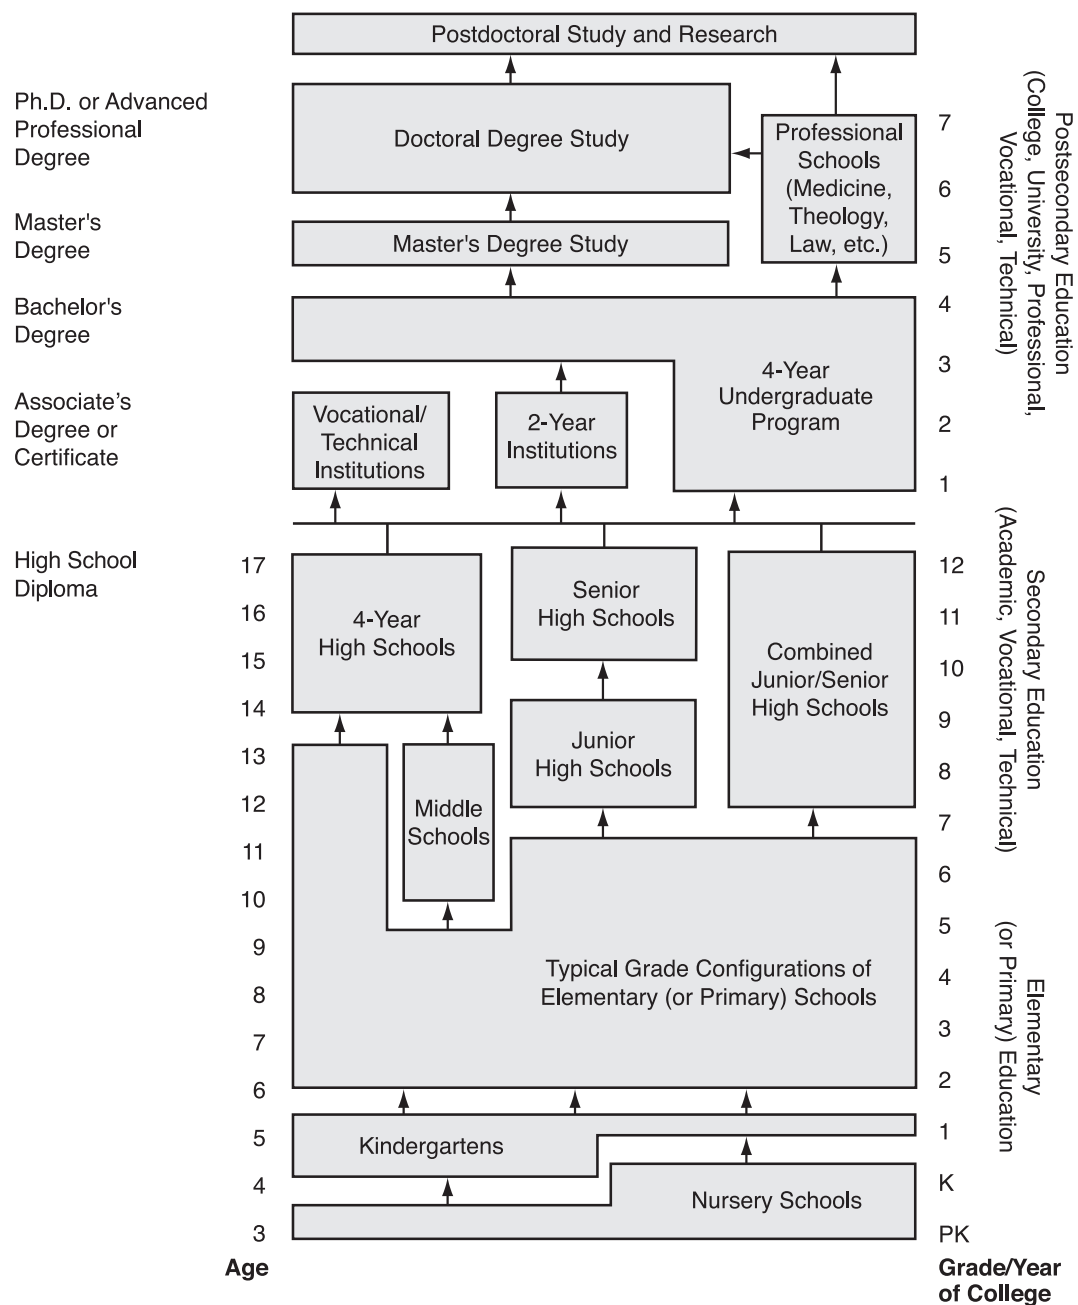 Postdoctoral Study and Research
Ph.D. or Advanced
Professional
Degree
Doctoral Degree Study
Professional
Schools
(Medicine,
Theology,
Law, etc.)
7
6
5
Postsecondary Education
(College, University, Professional,
Vocational, Technical)
Master's
Degree
Master's Degree Study
Bachelor's
Degree
4
3
2
1
4-Year
Undergraduate
Program
Associate's
Degree or
Certificate
Vocational/
Technical
Institutions
2-Year
Institutions
High School
Diploma
17
16
15
14
13
12
11
10
9
8
7
6
5
4
3
Age
4-Year
High Schools
Senior
High Schools
Combined
Junior/Senior
High Schools
Junior
High Schools
Middle
Schools
Typical Grade Configurations of
Elementary (or Primary) Schools
Kindergartens
Nursery Schools
12
11
10
9
8
7
6
5
4
3
2
1
K
PK
Grade/Year
of College
Secondary Education
(Academic, Vocational, Technical)
Elementary
(or Primary) Education